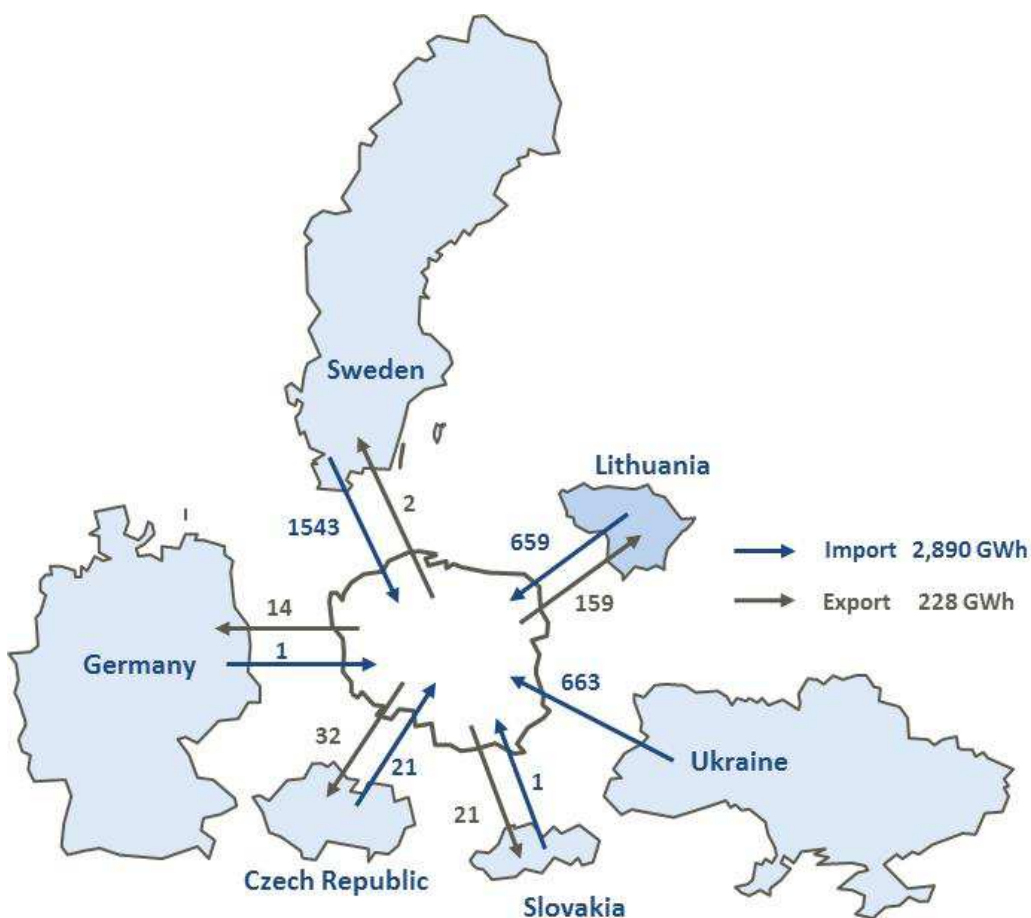 Sweden
Lithuania
1543
2
659
159
Import 2,890 GWh
Export 228 GWh
14
1
Germany
663
Ukraine
32
21
21
1
Czech Republic
Slovakia